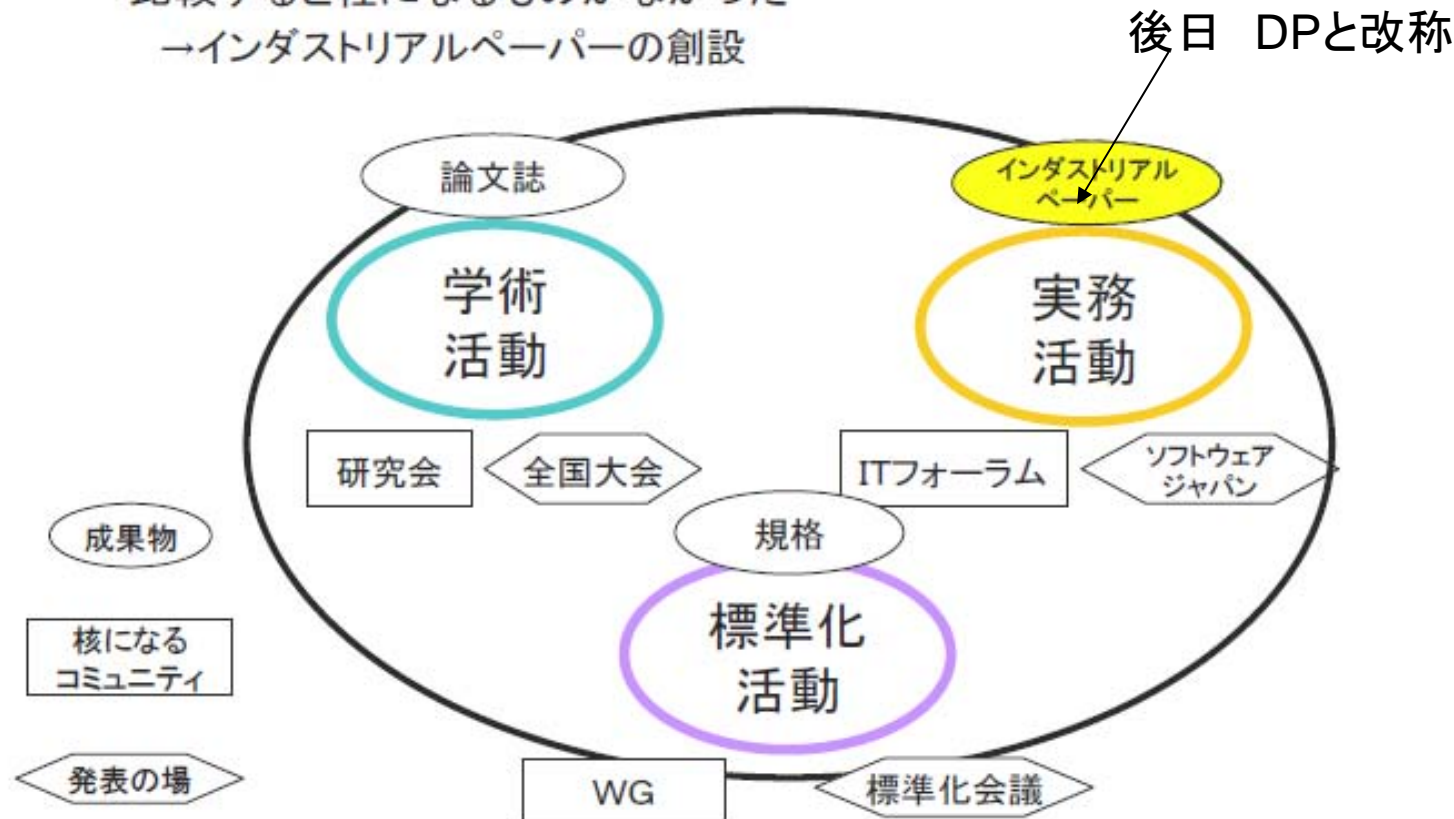 →インダストリアルペーパーの創設
後日 DPと改称
論文誌
インダストリアル
ペーパー
学術
活動
実務
活動
研究会
全国大会
ITフォーラム
ソフトウェア
ジャパン
規格
標準化
活動
WG
標準化会議
成果物
核になる
コミュニティ
発表の場